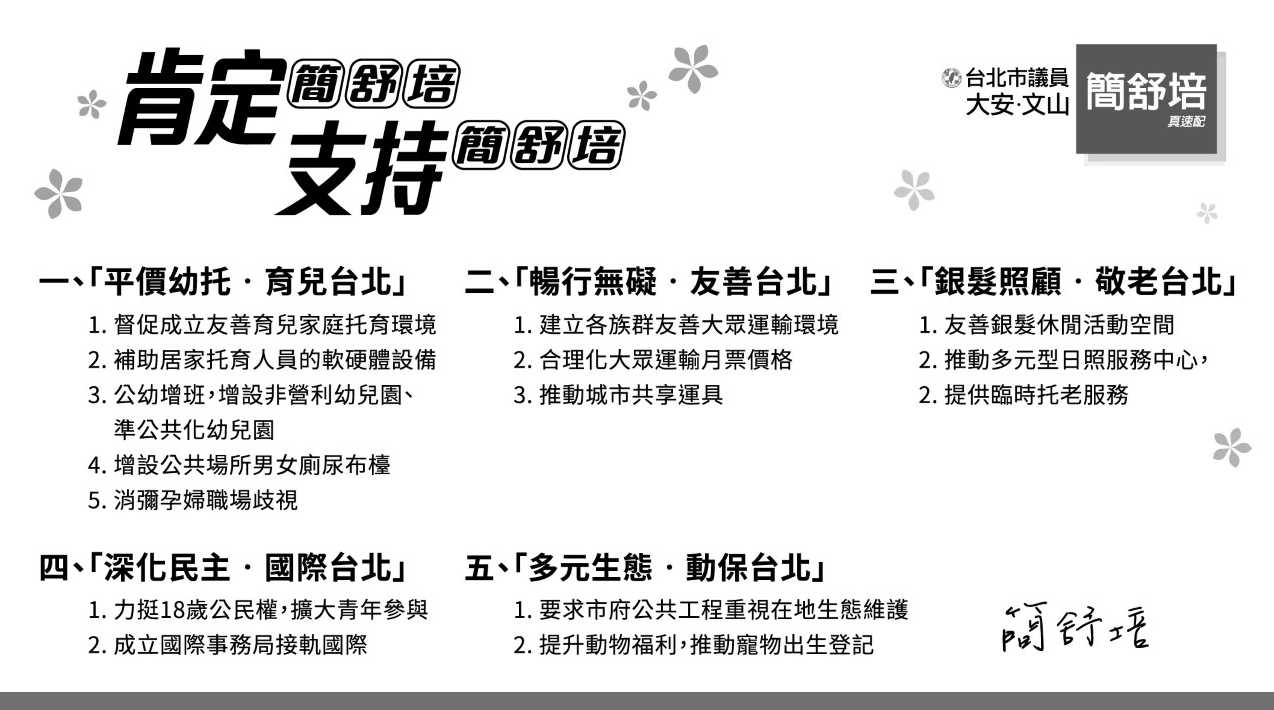 肯定簡舒培
支持簡舒培
台北市議員
大安·文山
簡舒培
真速配
一、「平價幼托．育兒台北」
1. 督促成立友善育兒家庭托育環境
2. 補助居家托育人員的軟硬體設備
3. 公幼增班,增設非營利幼兒園、
準公共化幼兒園
4. 增設公共場所男女廁尿布檯
5. 消彌孕婦職場歧視
二、「暢行無礙．友善台北」
1. 建立各族群友善大眾運輸環境
2. 合理化大眾運輸月票價格
3. 推動城市共享運具
三、「銀髮照顧．敬老台北」
1. 友善銀髮休閒活動空間
2. 推動多元型日照服務中心,
2. 提供臨時托老服務
四、「深化民主．國際台北」
1. 力挺18歲公民權,擴大青年參與
2. 成立國際事務局接軌國際
五、「多元生態．動保台北」
1. 要求市府公共工程重視在地生態維護
2. 提升動物福利,推動寵物出生登記
簡舒培